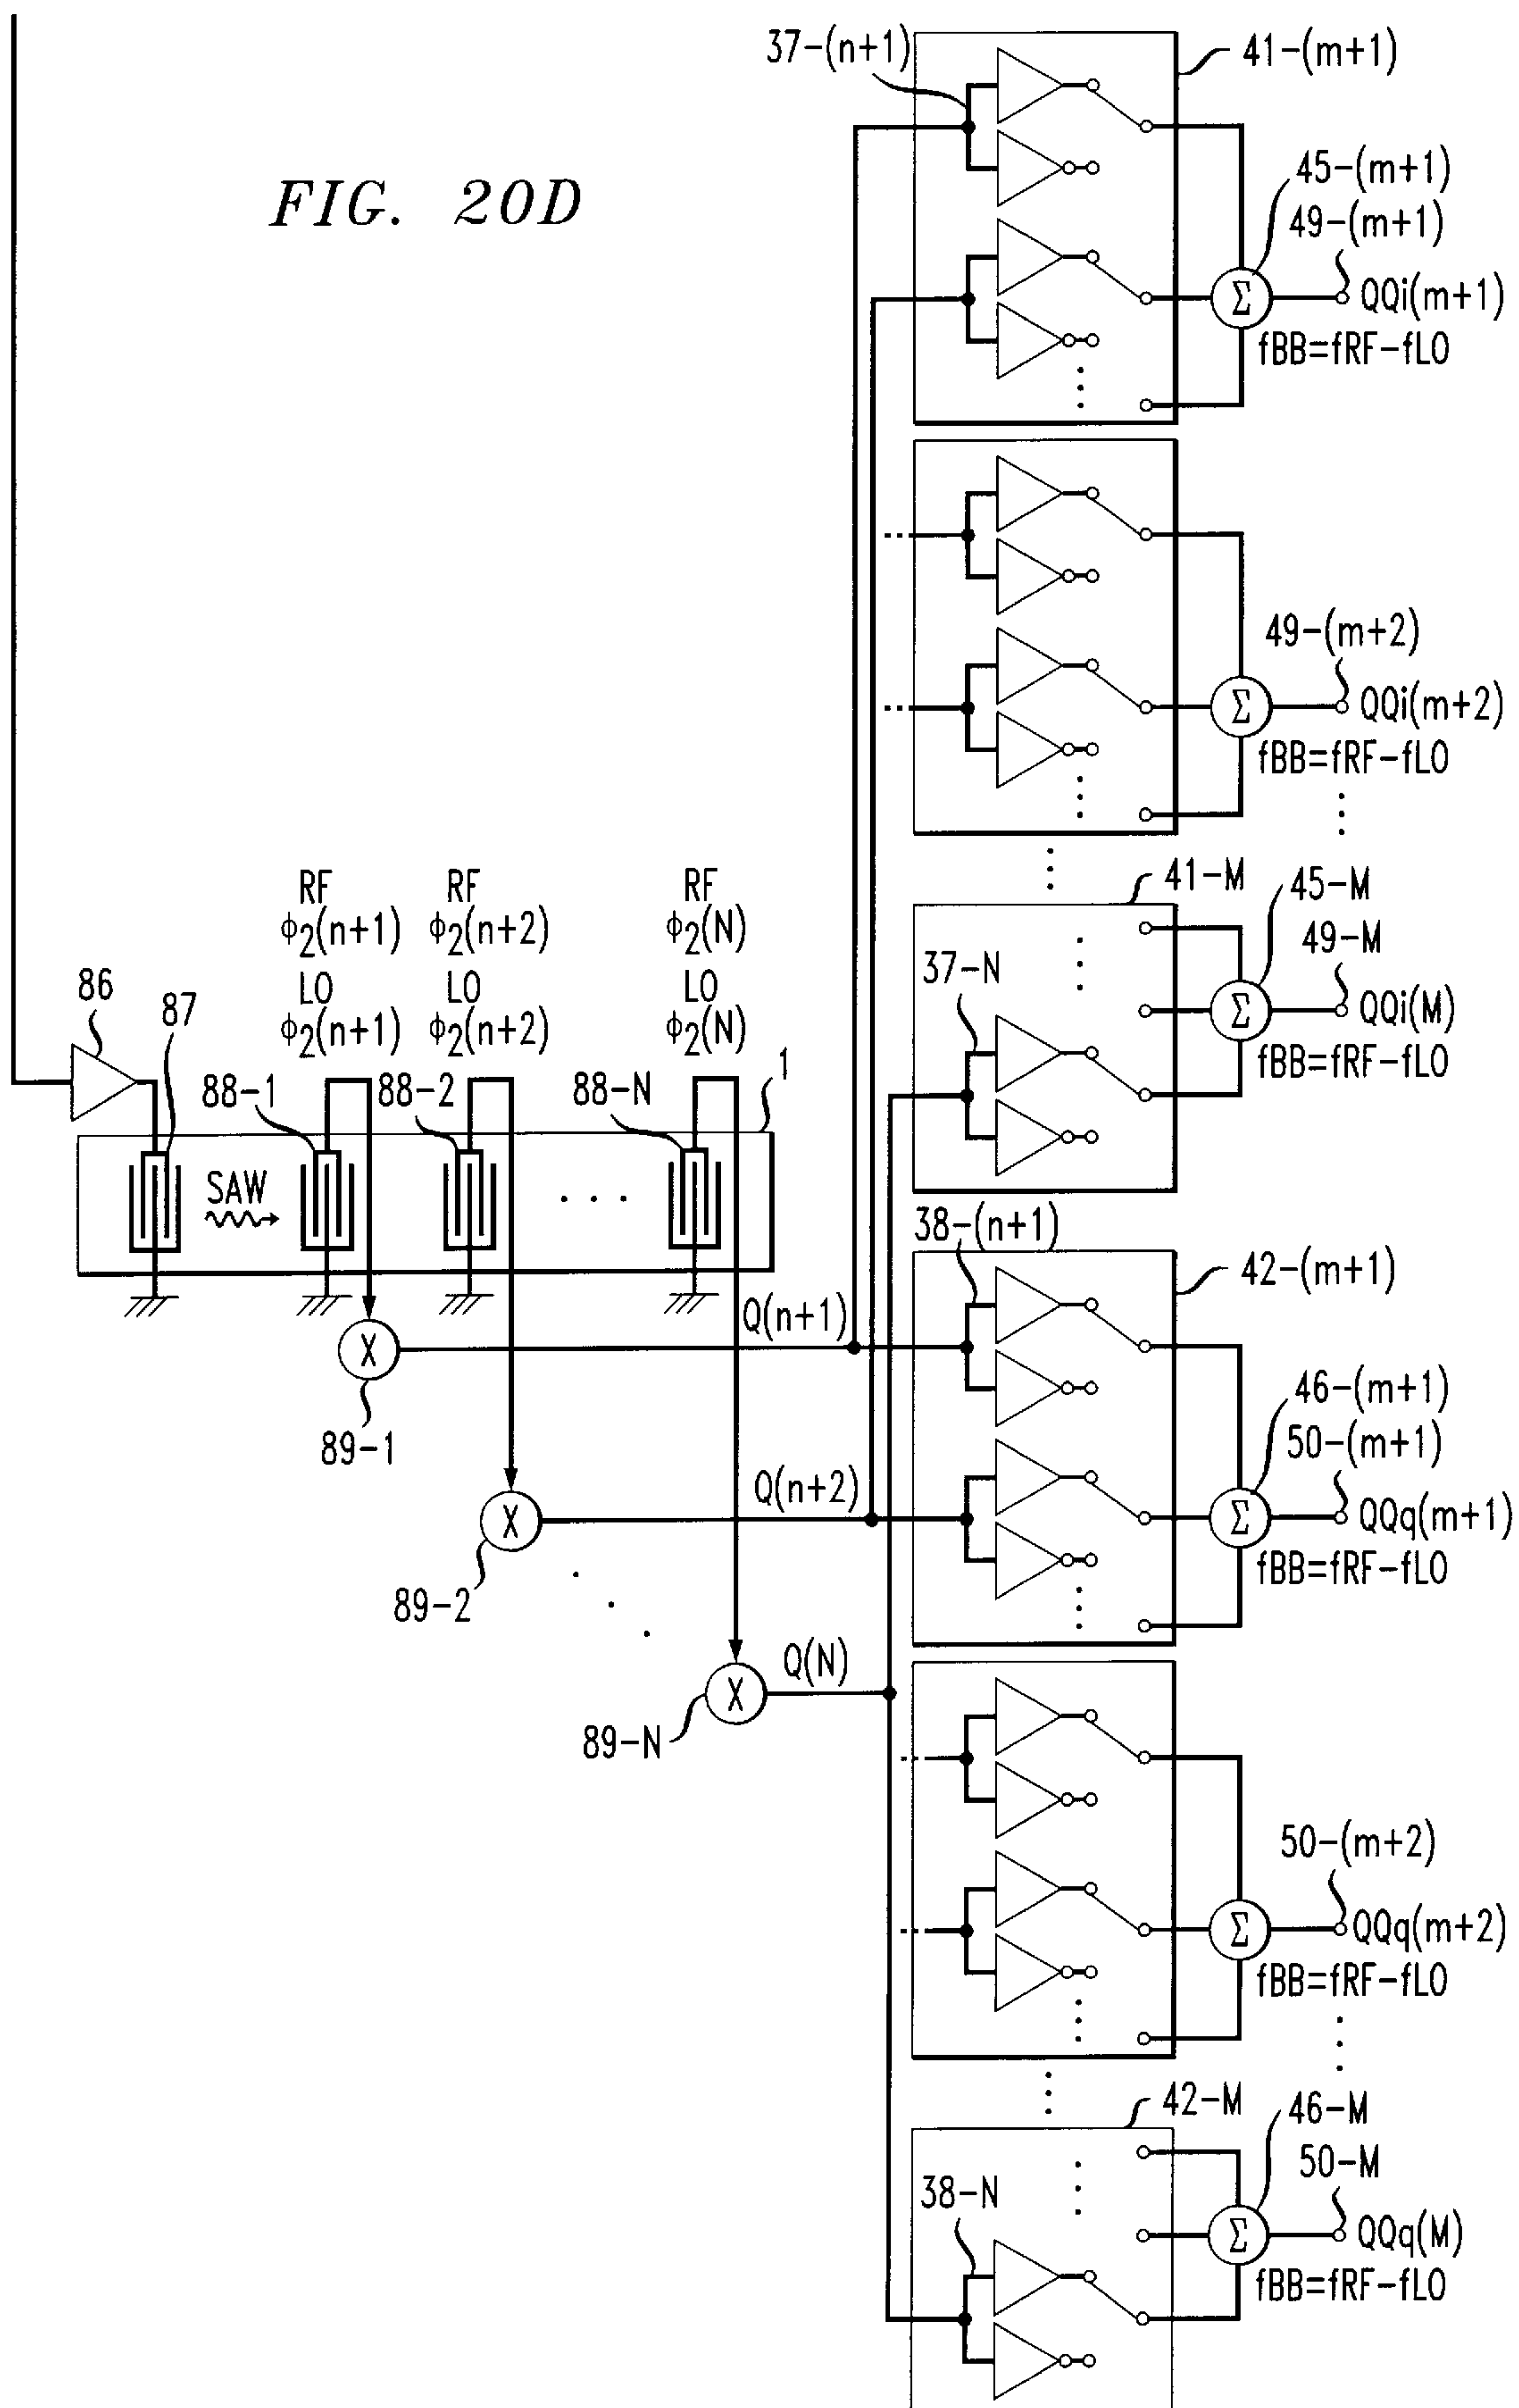 FIG. 20D
37-(n+1)
41-(m+1)
45-(m+1)
49-(m+1)
Σ
QQi(m+1)
fBB=fRF-fLO
49-(m+2)
Σ
QQi(m+2)
fBB=fRF-fLO
41-M
45-M
49-M
37-N
Σ
QQi(M)
fBB=fRF-fLO
RF
ϕ2(n+1)
LO
ϕ2(n+1)
RF
ϕ2(n+2)
LO
ϕ2(n+2)
RF
ϕ2(N)
LO
ϕ2(N)
86
87
88-1
88-2
88-N
1
SAW
38-(n+1)
42-(m+1)
Q(n+1)
X
89-1
46-(m+1)
50-(m+1)
Q(n+2)
X
89-2
Σ
QQq(m+1)
fBB=fRF-fLO
Q(N)
X
89-N
50-(m+2)
Σ
QQq(m+2)
fBB=fRF-fLO
42-M
46-M
50-M
38-N
Σ
QQq(M)
fBB=fRF-fLO